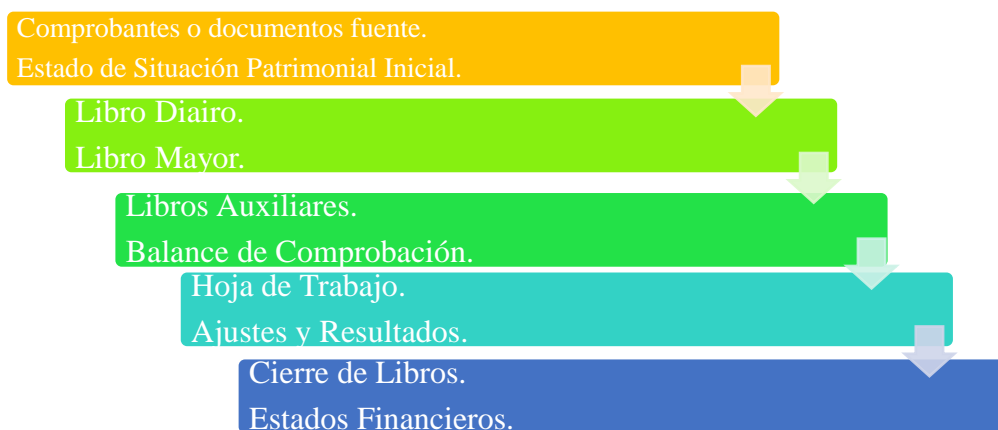 Comprobantes o documentos fuente.
Estado de Situación Patrimonial Inicial.
Libro Diairo.
Libro Mayor.
Libros Auxiliares.
Balance de Comprobación.
Hoja de Trabajo.
Ajustes y Resultados.
Cierre de Libros.
Estados Financieros.